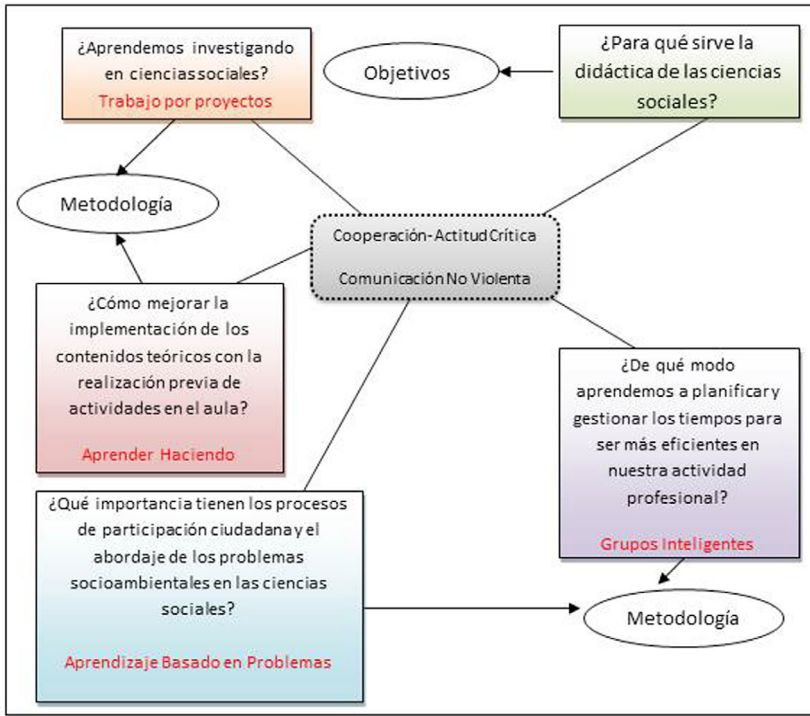 ¿Aprendemos investigando
en ciencias sociales?
Trabajo por proyectos
Objetivos
¿Para qué sirve la
didáctica de las ciencias
sociales?
Metodología
Cooperación-Actitud Crítica
Comunicación No Violenta
¿Cómo mejorar la
implementación de los
contenidos teóricos con la
realización previa de
actividades en el aula?
Aprender Haciendo
¿De qué modo
aprendemos a planificar y
gestionar los tiempos para
ser más eficientes en
nuestra actividad
profesional?
Grupos Inteligentes
¿Qué importancia tienen los procesos
de participación ciudadana y el
abordaje de los problemas
socioambientales en las ciencias
sociales?
Aprendizaje Basado en Problemas
Metodología